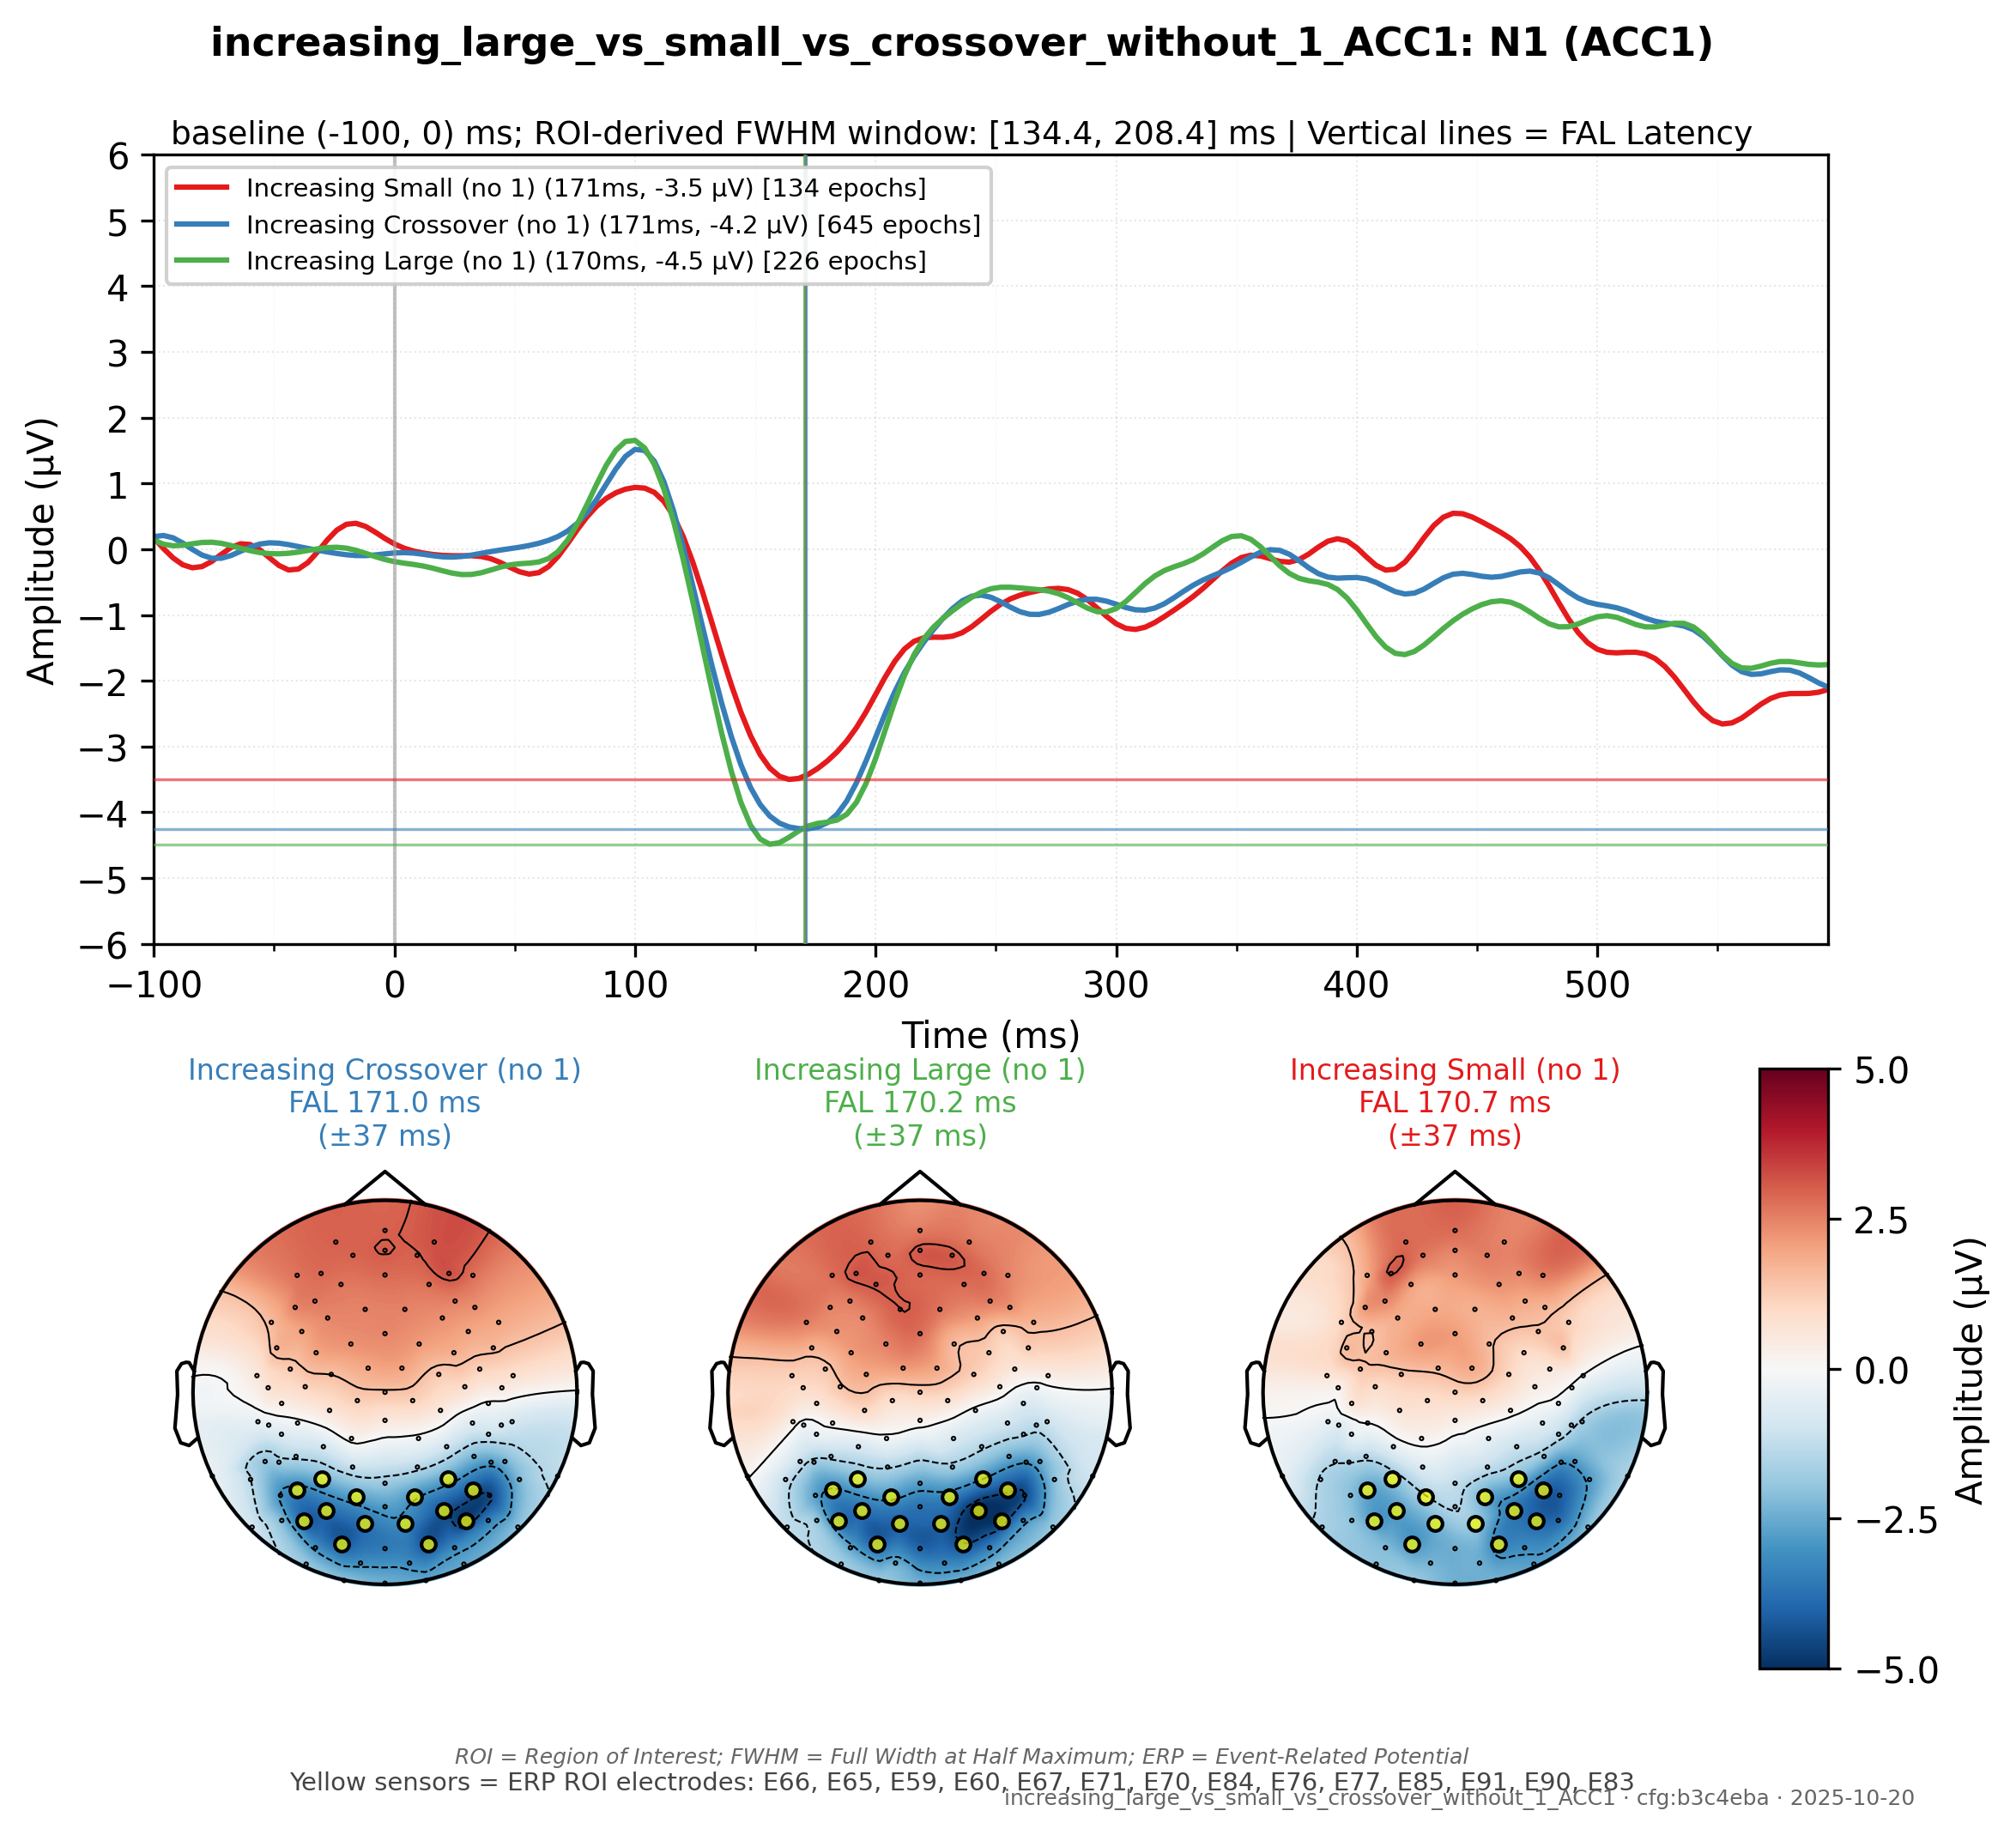 increasing_large_vs_small_vs_crossover_without_1_ACC1: N1 (ACC1)
baseline (-100, 0) ms; ROI-derived FWHM window: [134.4, 208.4] ms | Vertical lines = FAL Latency
Increasing Small (no 1) (171ms, -3.5 µV) [134 epochs]
Increasing Crossover (no 1) (171ms, -4.2 µV) [645 epochs]
Increasing Large (no 1) (170ms, -4.5 µV) [226 epochs]
Amplitude (µV)
6
5
4
3
2
1
0
−1
−2
−3
−4
−5
−6
−100
0
100
200
300
400
500
Time (ms)
Increasing Crossover (no 1)
FAL 171.0 ms
(±37 ms)
Increasing Large (no 1)
FAL 170.2 ms
(±37 ms)
Increasing Small (no 1)
FAL 170.7 ms
(±37 ms)
5.0
2.5
0.0
−2.5
−5.0
Amplitude (µV)
ROI = Region of Interest; FWHM = Full Width at Half Maximum; ERP = Event-Related Potential
Yellow sensors = ERP ROI electrodes: E66, E65, E59, E60, E67, E71, E70, E84, E76, E77, E85, E91, E90, E83
increasing_large_vs_small_vs_crossover_without_1_ACC1 · cfg:b3c4eba · 2025-10-20